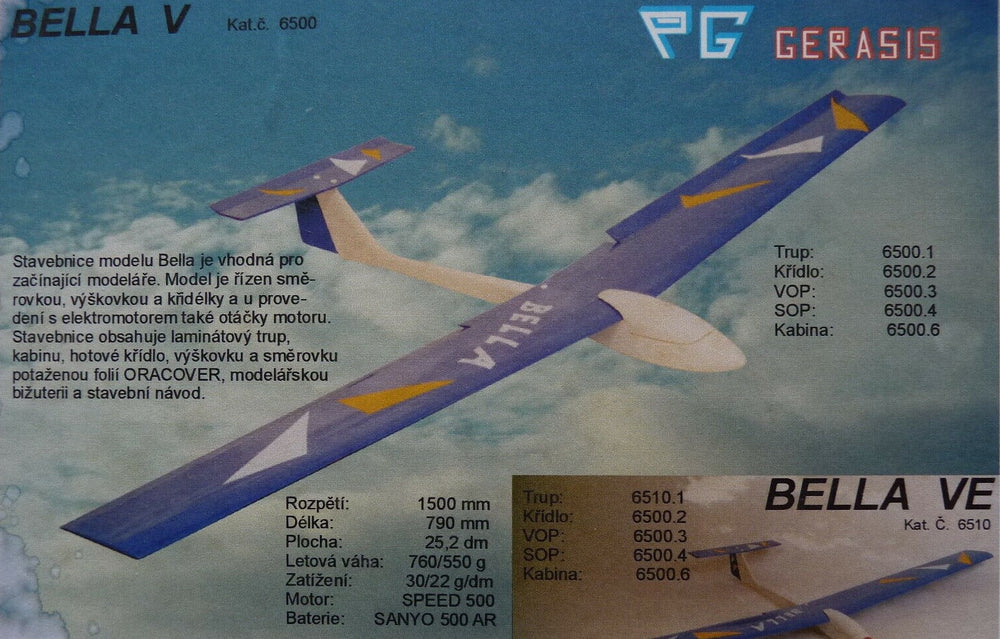 BELLA V Kat.č. 6500
PG GERASIS
Stavebnice modelu Bella je vhodná pro
začínající modeláře. Model je řízen smě-
rovkou, výškovkou a křidélky a u prove-
dení s elektromotorem také otáčky motoru.
Stavebnice obsahuje laminátový trup,
kabinu, hotové křídlo, výškovku a směrovku
potaženou folií ORACOVER, modelářskou
bižuterii a stavební návod.
BELLA
Trup: 6500.1
Křídlo: 6500.2
VOP: 6500.3
SOP: 6500.4
Kabina: 6500.6
Rozpětí: 1500 mm
Délka: 790 mm
Plocha: 25,2 dm
Letová váha: 760/550 g
Zatížení: 30/22 g/dm
Motor: SPEED 500
Baterie: SANYO 500 AR
BELLA VE
Kat. Č. 6510
Trup: 6510.1
Křídlo: 6500.2
VOP: 6500.3
SOP: 6500.4
Kabina: 6500.6
BELLA